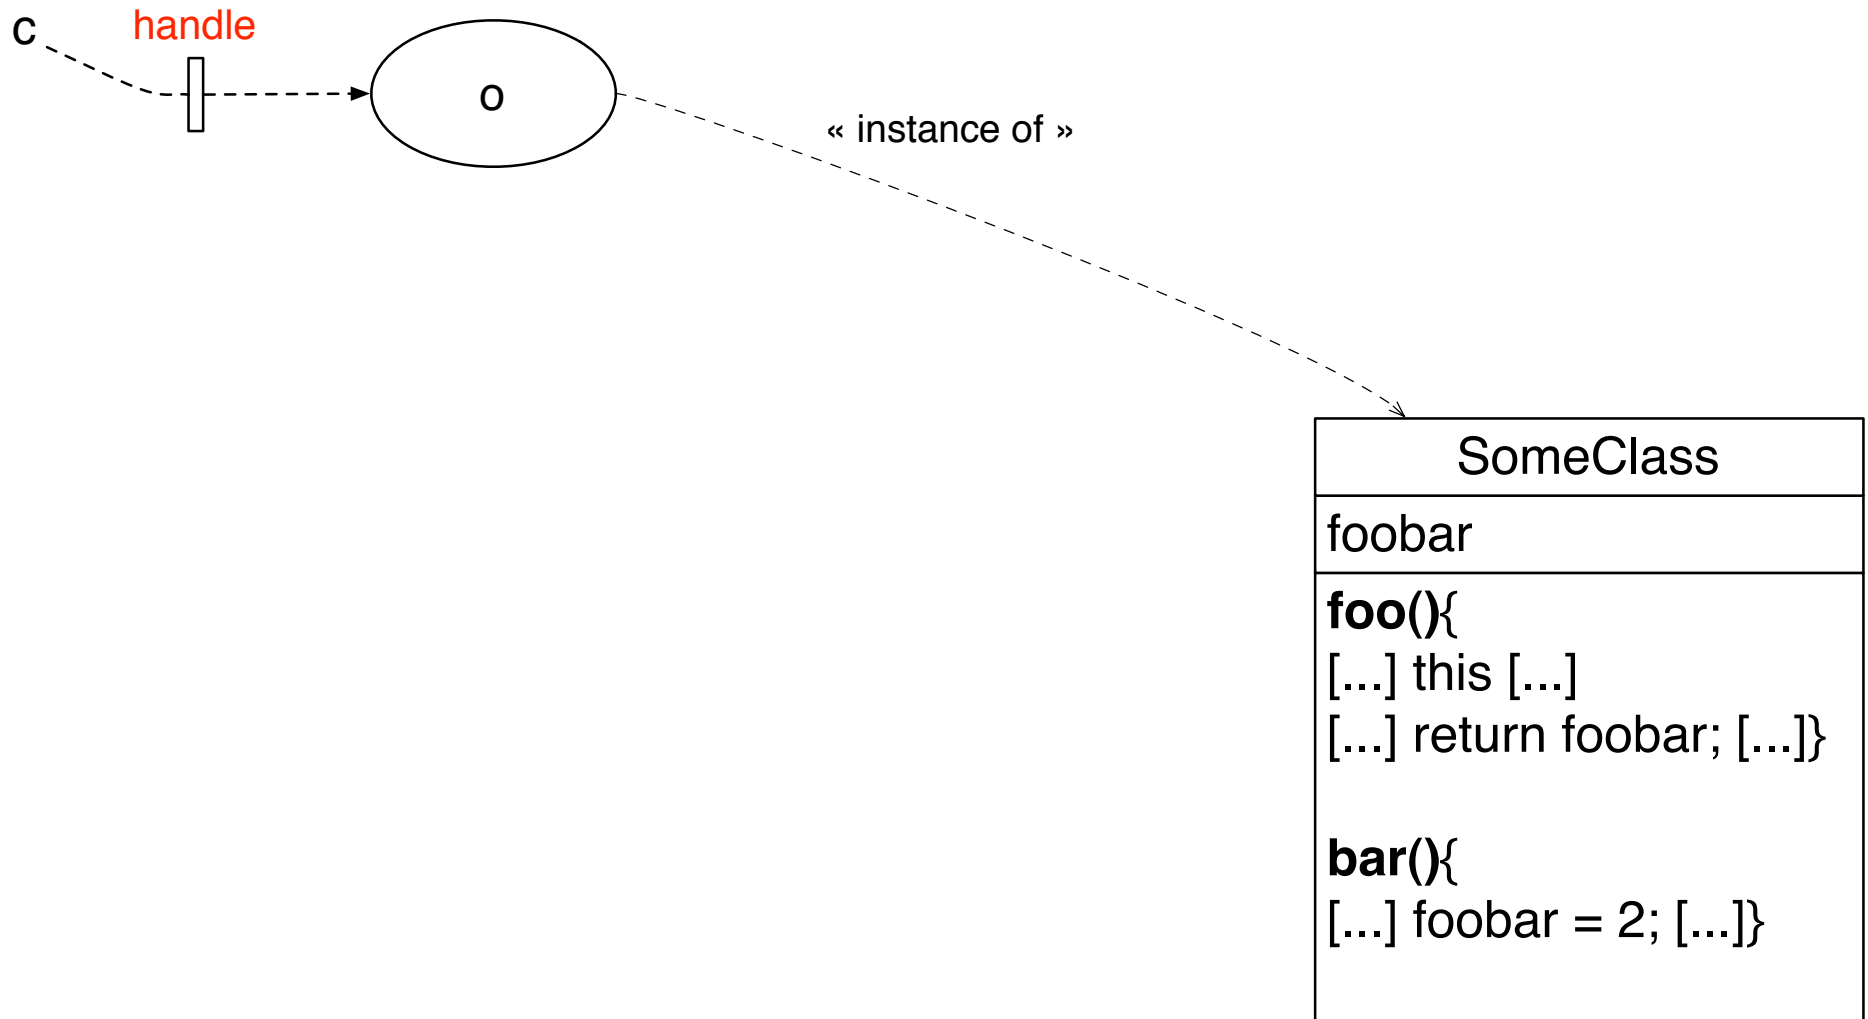 c
handle
o
« instance of »
SomeClass
foobar
foo(){
[...] this [...]
[...] return foobar; [...]}
bar(){
[...] foobar = 2; [...]}